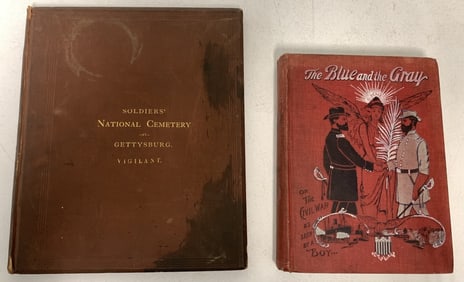 SOLDIERS'
NATIONAL CEMETERY
AT
GETTYSBURG.
VIGILANT.
The Blue and the Gray
OR
THE
CIVIL WAR
AS
SEEN
BY A
BOY